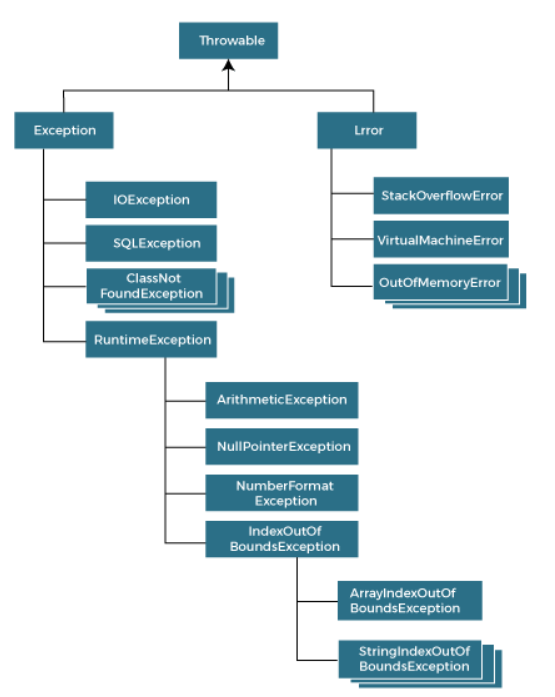 Throwable
Exception
Lrror
IOException
SQLException
ClassNot
FoundException
RuntimeException
StackOverflowError
VirtualMachineError
OutOfMemoryError
ArithmeticException
NullPointerException
NumberFormat
Exception
IndexOutOf
BoundsException
ArrayIndexOutOf
BoundsException
StringIndexOutOf
BoundsException